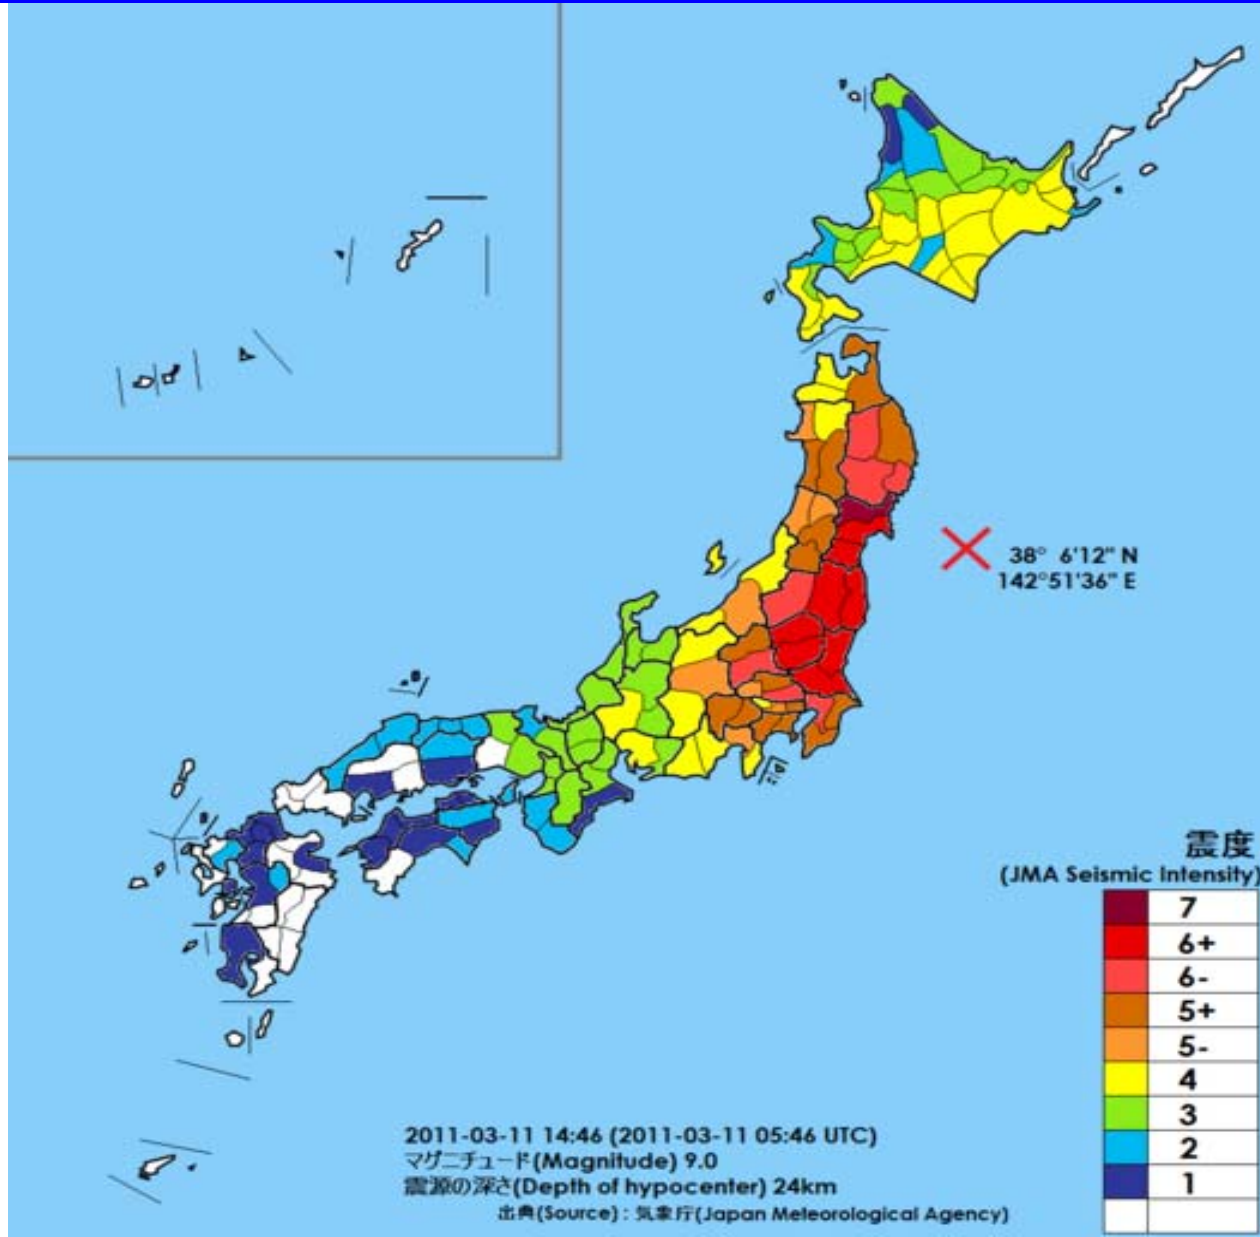 38° 6'12" N
142°51'36" E
震度
(JMA Seismic Intensity)
7
6+
6-
5+
5-
4
3
2
1
2011-03-11 14:46 (2011-03-11 05:46 UTC)
マグニチュード(Magnitude) 9.0
震源の深さ(Depth of hypocenter) 24km
出典(Source) : 気象庁(Japan Meteorological Agency)